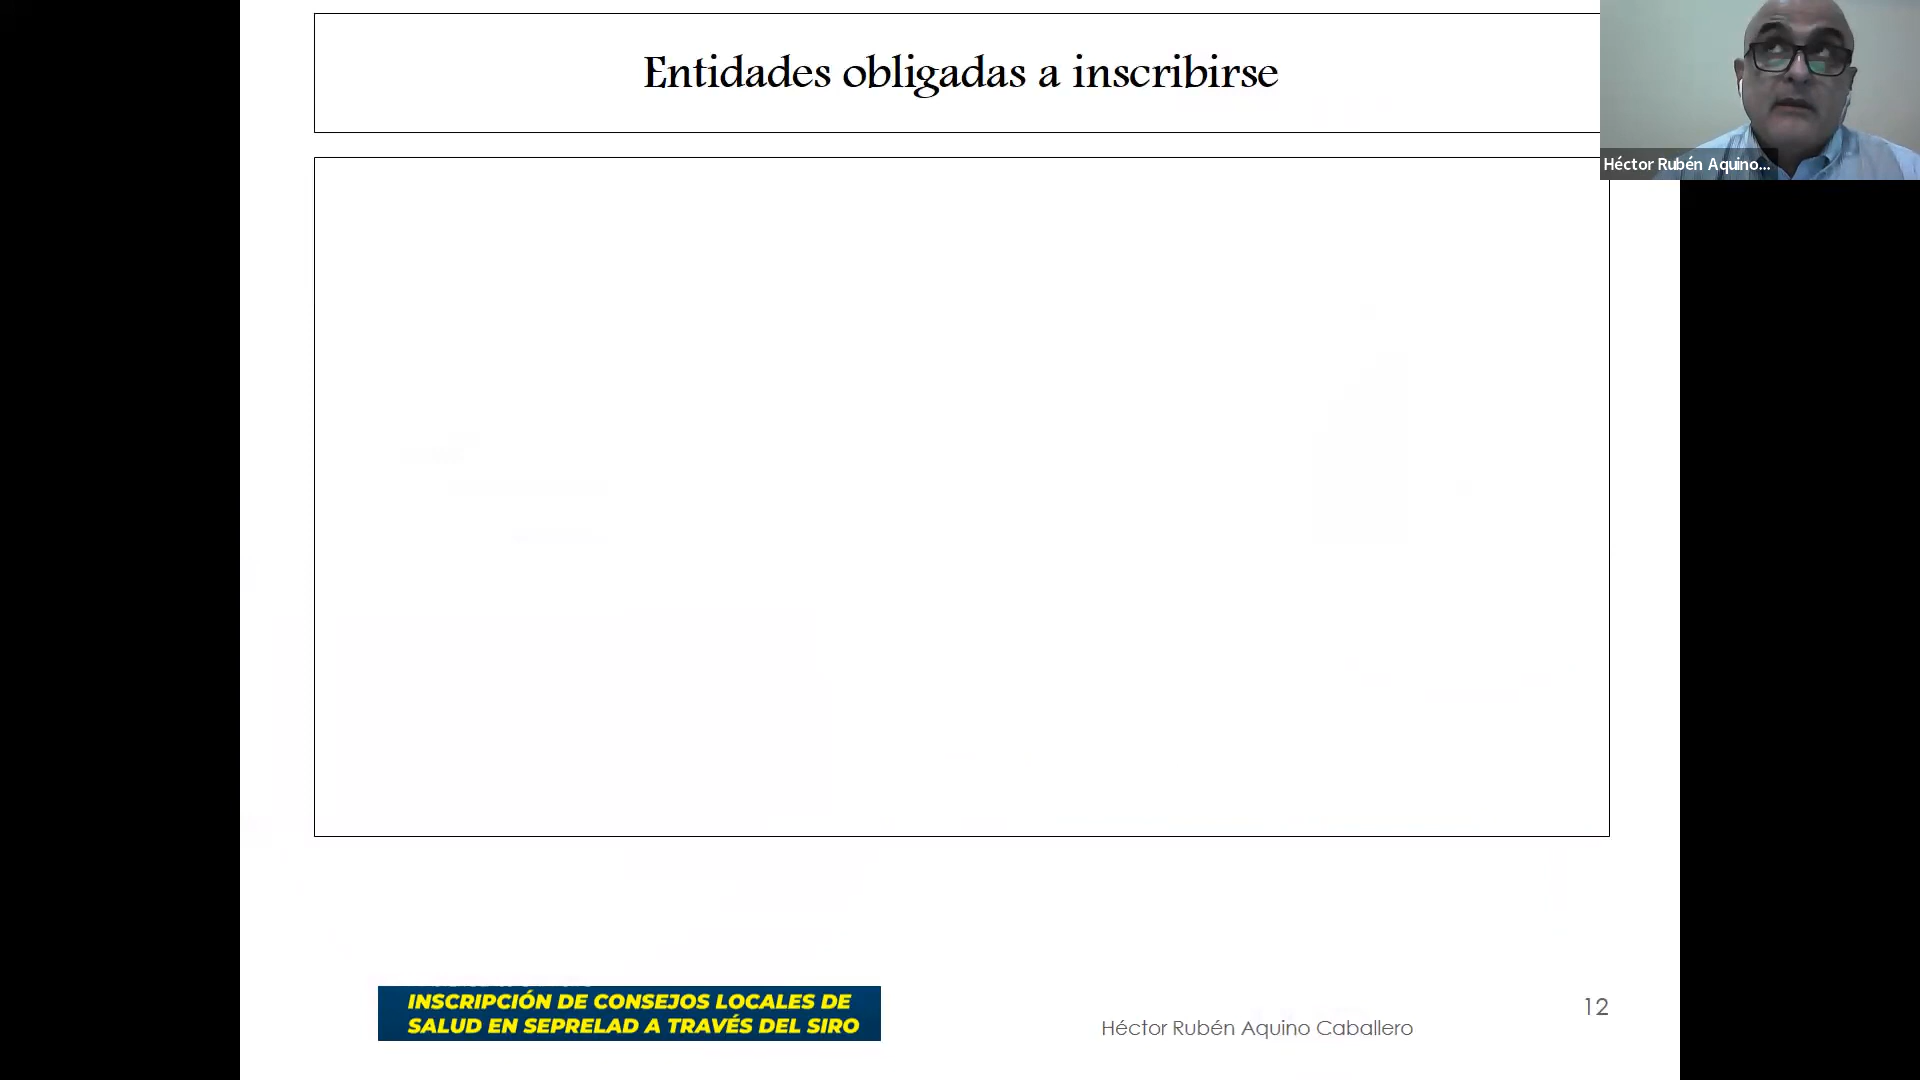 Entidades obligadas a inscribirse
Héctor Rubén Aquino...
INSCRIPCIÓN DE CONSEJOS LOCALES DE
SALUD EN SEPRELAD A TRAVÉS DEL SIRO
Héctor Rubén Aquino Caballero
12